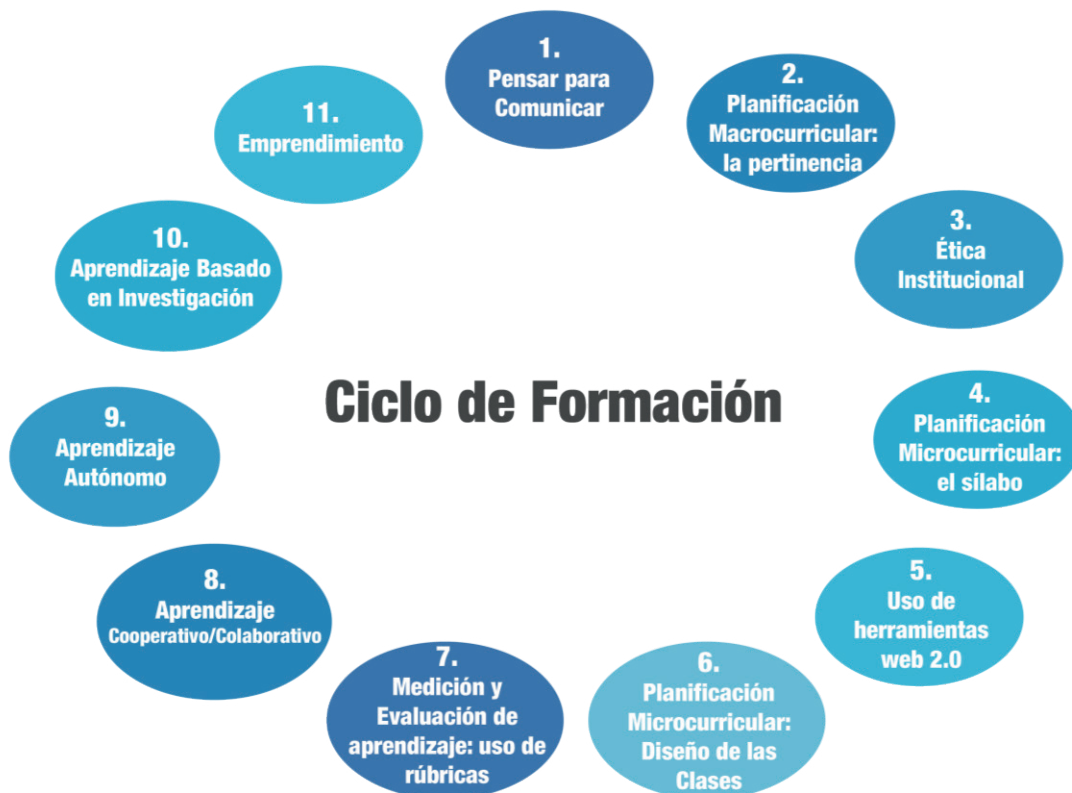 1.
Pensar para
Comunicar
2.
Planificación
Macrocurricular:
la pertinencia
3.
Ética
Institucional
4.
Planificación
Microcurricular:
el sílabo
5.
Uso de
herramientas
web 2.0
6.
Planificación
Microcurricular:
Diseño de las
Clases
7.
Medición y
Evaluación de
aprendizaje: uso de
rúbricas
8.
Aprendizaje
Cooperativo/Colaborativo
9.
Aprendizaje
Autónomo
10.
Aprendizaje Basado
en Investigación
11.
Emprendimiento
Ciclo de Formación